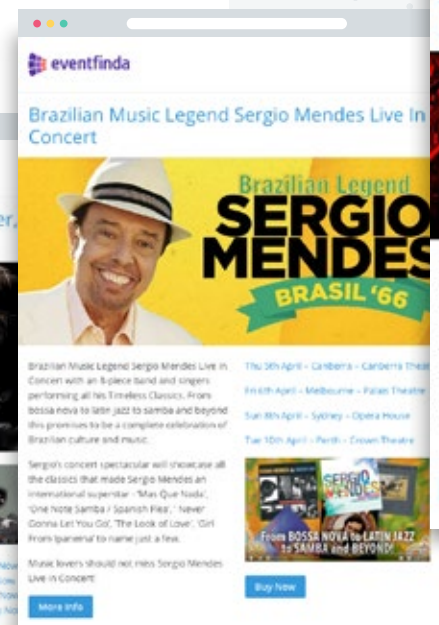 eventfinda
Brazilian Music Legend Sergio Mendes Live In
Concert
Brazilian Legend
SERGIO
MENDES
BRASIL '66
Brazilian Music Legend Sergio Mendes Live in
Concert with an 8-piece band and singers
performing all his Timeless Classics. From
bossa nova to latin jazz to samba and beyond
this promises to be a complete celebration of
Brazilian culture and music.
Sergio's concert spectacular will showcase all
the classics that made Sergio Mendes an
international superstar - 'Mas Que Nada',
'One Note Samba / Spanish Flea', ' Never
Gonna Let You Go', 'The Look of Love', 'Girl
From Ipanema' to name just a few.
Music lovers should not miss Sergio Mendes
Live in Concert
More Info
Thu 5th April - Canberra - Canberra
Fri 6th April - Melbourne - Palais Theatre
Sun 8th April - Sydney - Opera House
Tue 10th April - Perth - Crown Theatre
SERGIO
MENDES
From BOSSA NOVA to LATIN JAZZ
to SAMBA and BEYOND!
Buy Now